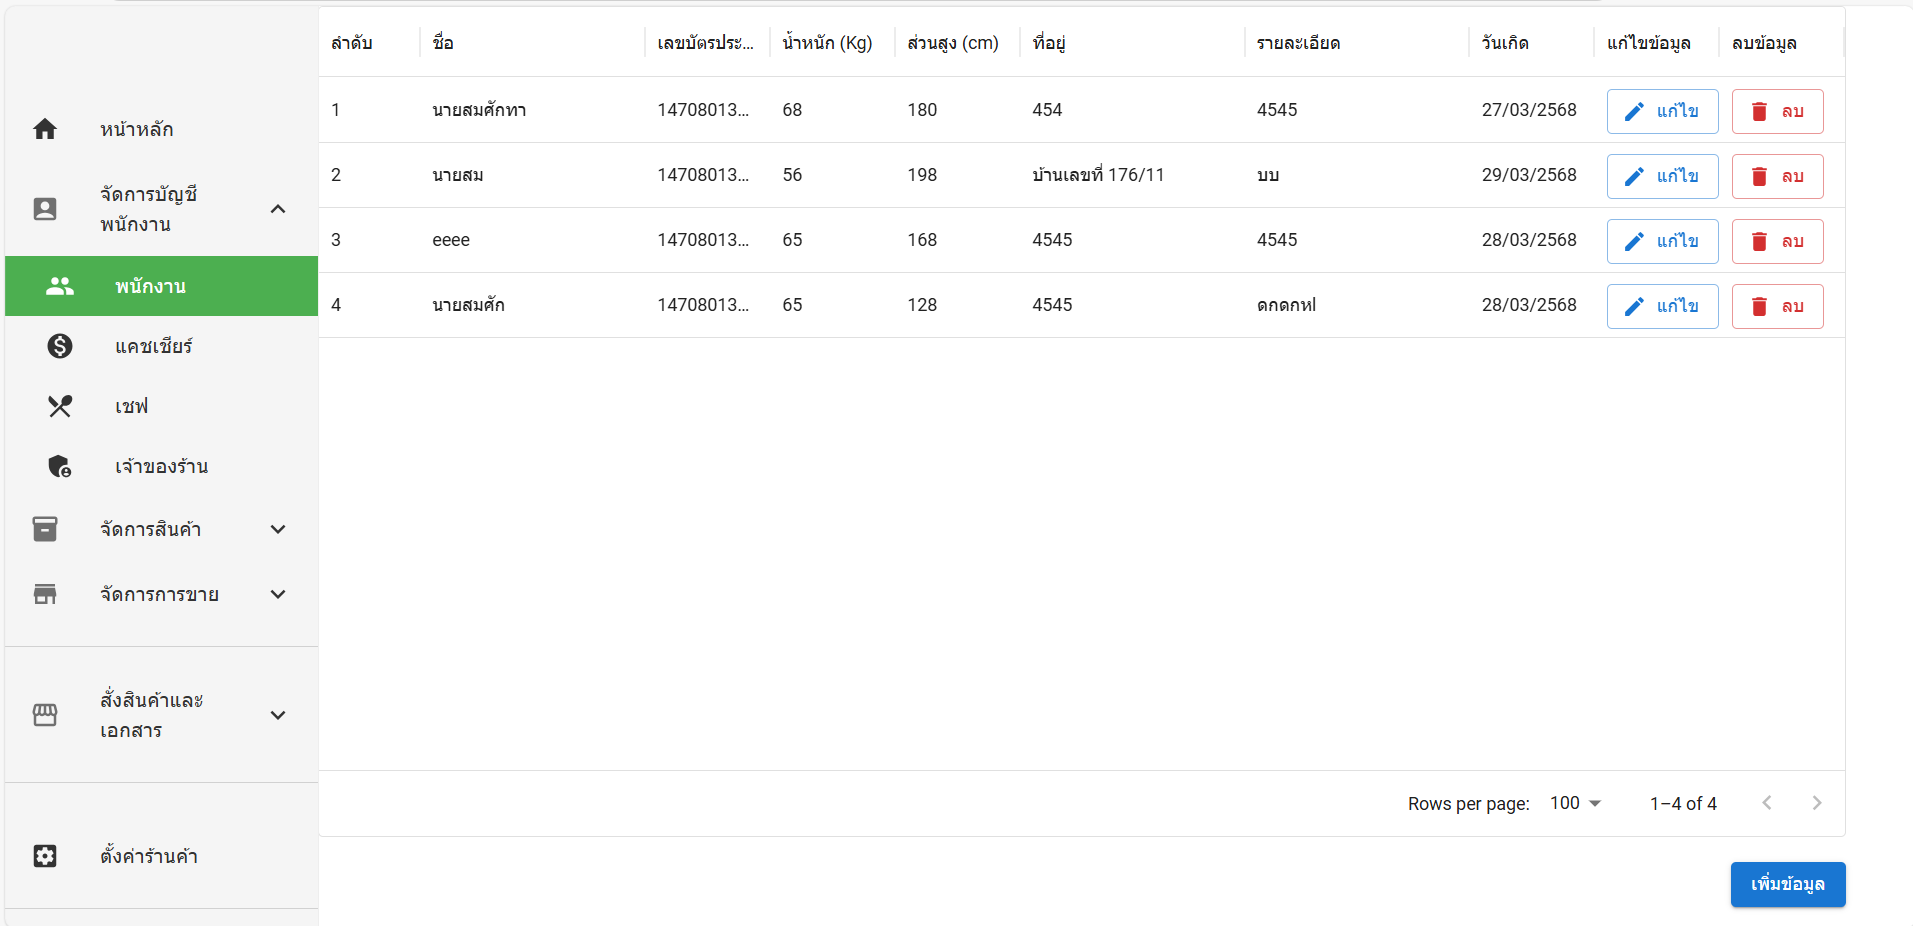 ลำดับ ชื่อ เลขบัตรประ... น้ำหนัก (Kg) ส่วนสูง (cm) ที่อยู่ รายละเอียด วันเกิด แก้ไขข้อมูล ลบข้อมูล
1 นายสมศักทา 14708013... 68 180 454 4545 27/03/2568 แก้ไข ลบ
2 นายสม 14708013... 56 198 บ้านเลขที่ 176/11 บบ 29/03/2568 แก้ไข ลบ
3 eeee 14708013... 65 168 4545 4545 28/03/2568 แก้ไข ลบ
4 นายสมศัก 14708013... 65 128 4545 ดกดกหl 28/03/2568 แก้ไข ลบ
Rows per page: 100 1–4 of 4
เพิ่มข้อมูล
หน้าหลัก
จัดการบัญชี
พนักงาน
พนักงาน
แคชเชียร์
เชฟ
เจ้าของร้าน
จัดการสินค้า
จัดการการขาย
สั่งสินค้าและ
เอกสาร
ตั้งค่าร้านค้า